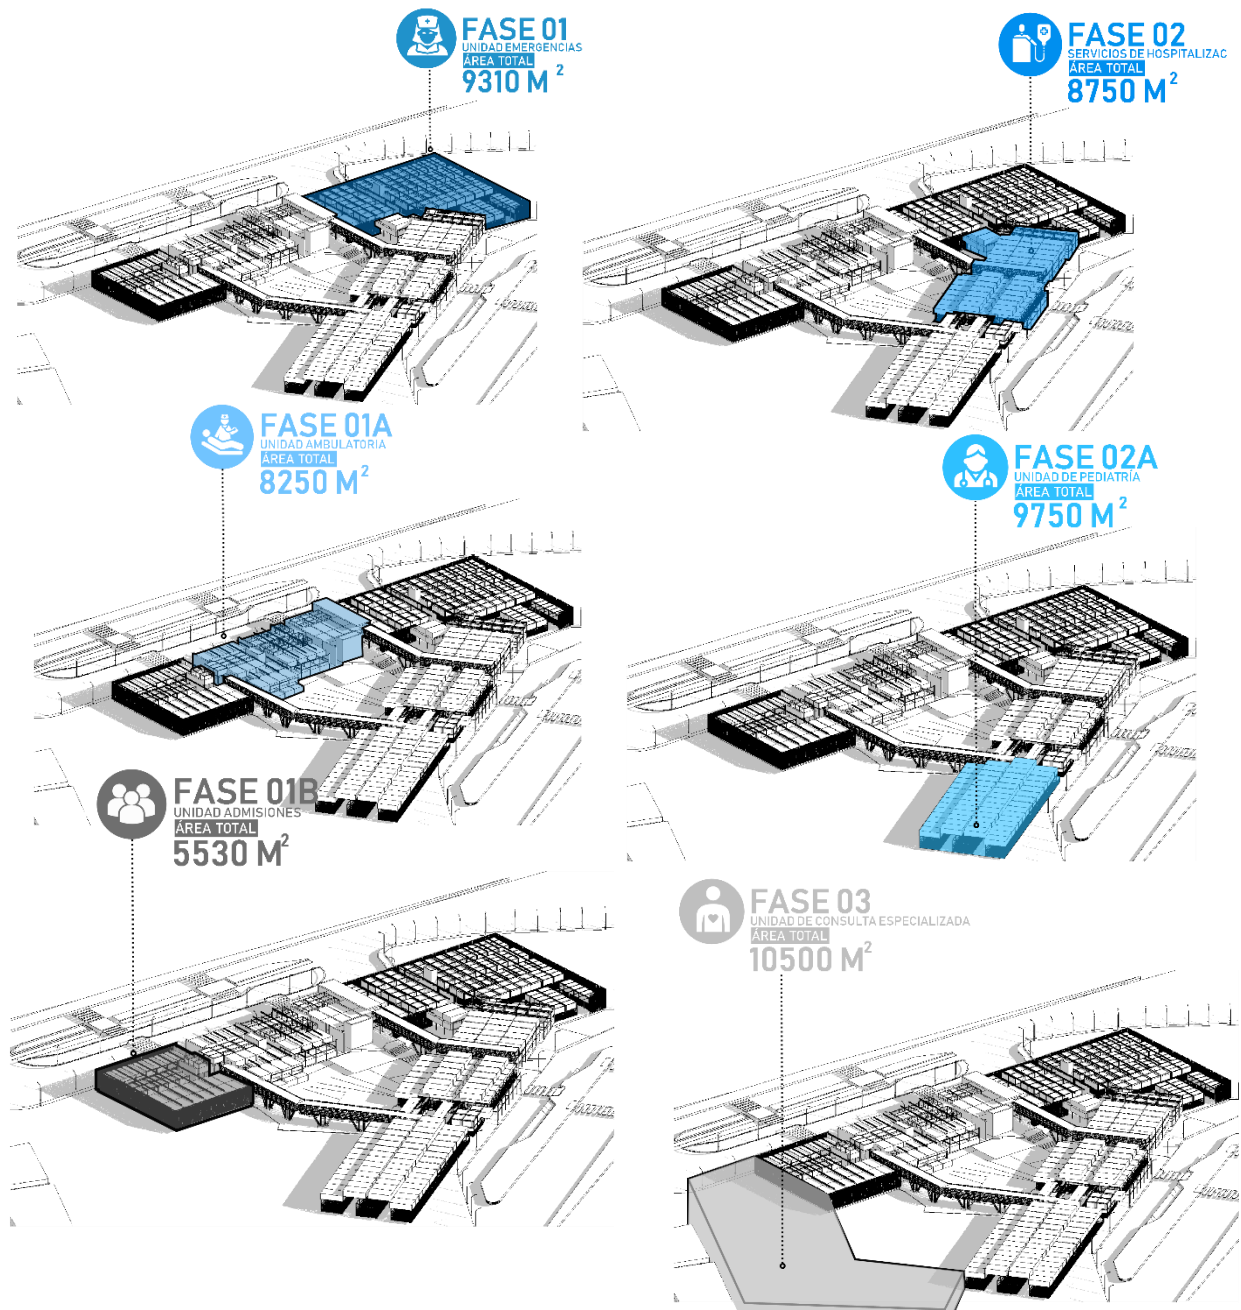 FASE 01
UNIDAD EMERGENCIAS
ÁREA TOTAL
9310 M²
FASE 02
SERVICIOS DE HOSPITALIZAC
ÁREA TOTAL
8750 M²
FASE 01A
UNIDAD AMBULATORIA
ÁREA TOTAL
8250 M²
FASE 02A
UNIDAD DE PEDIATRÍA
ÁREA TOTAL
9750 M²
FASE 01B
UNIDAD ADMISIONES
ÁREA TOTAL
5530 M²
FASE 03
UNIDAD DE CONSULTA ESPECIALIZADA
ÁREA TOTAL
10500 M²